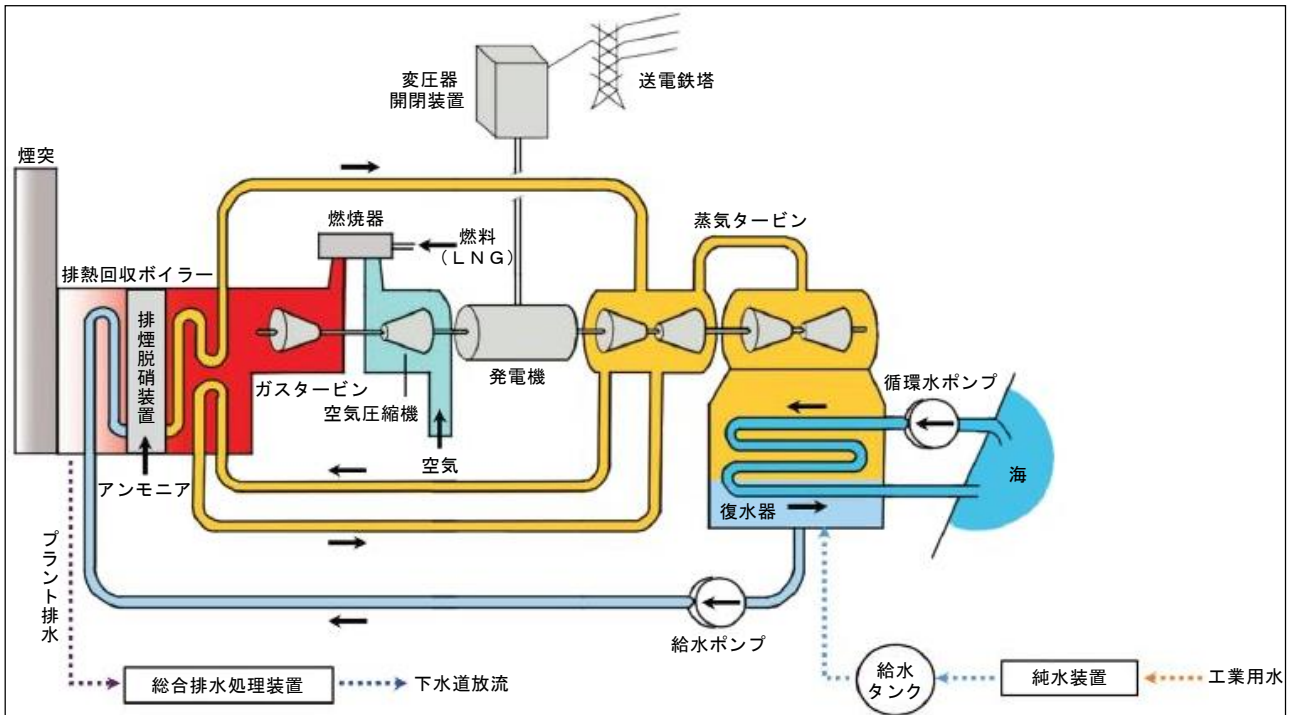 変圧器
開閉装置
送電鉄塔
煙突
燃焼器
燃料
（ＬＮＧ）
蒸気タービン
排熱回収ボイラー
排煙脱硝装置
ガスタービン
空気圧縮機
発電機
循環水ポンプ
アンモニア
空気
海
復水器
プラント排水
給水ポンプ
総合排水処理装置
下水道放流
給水
タンク
純水装置
工業用水